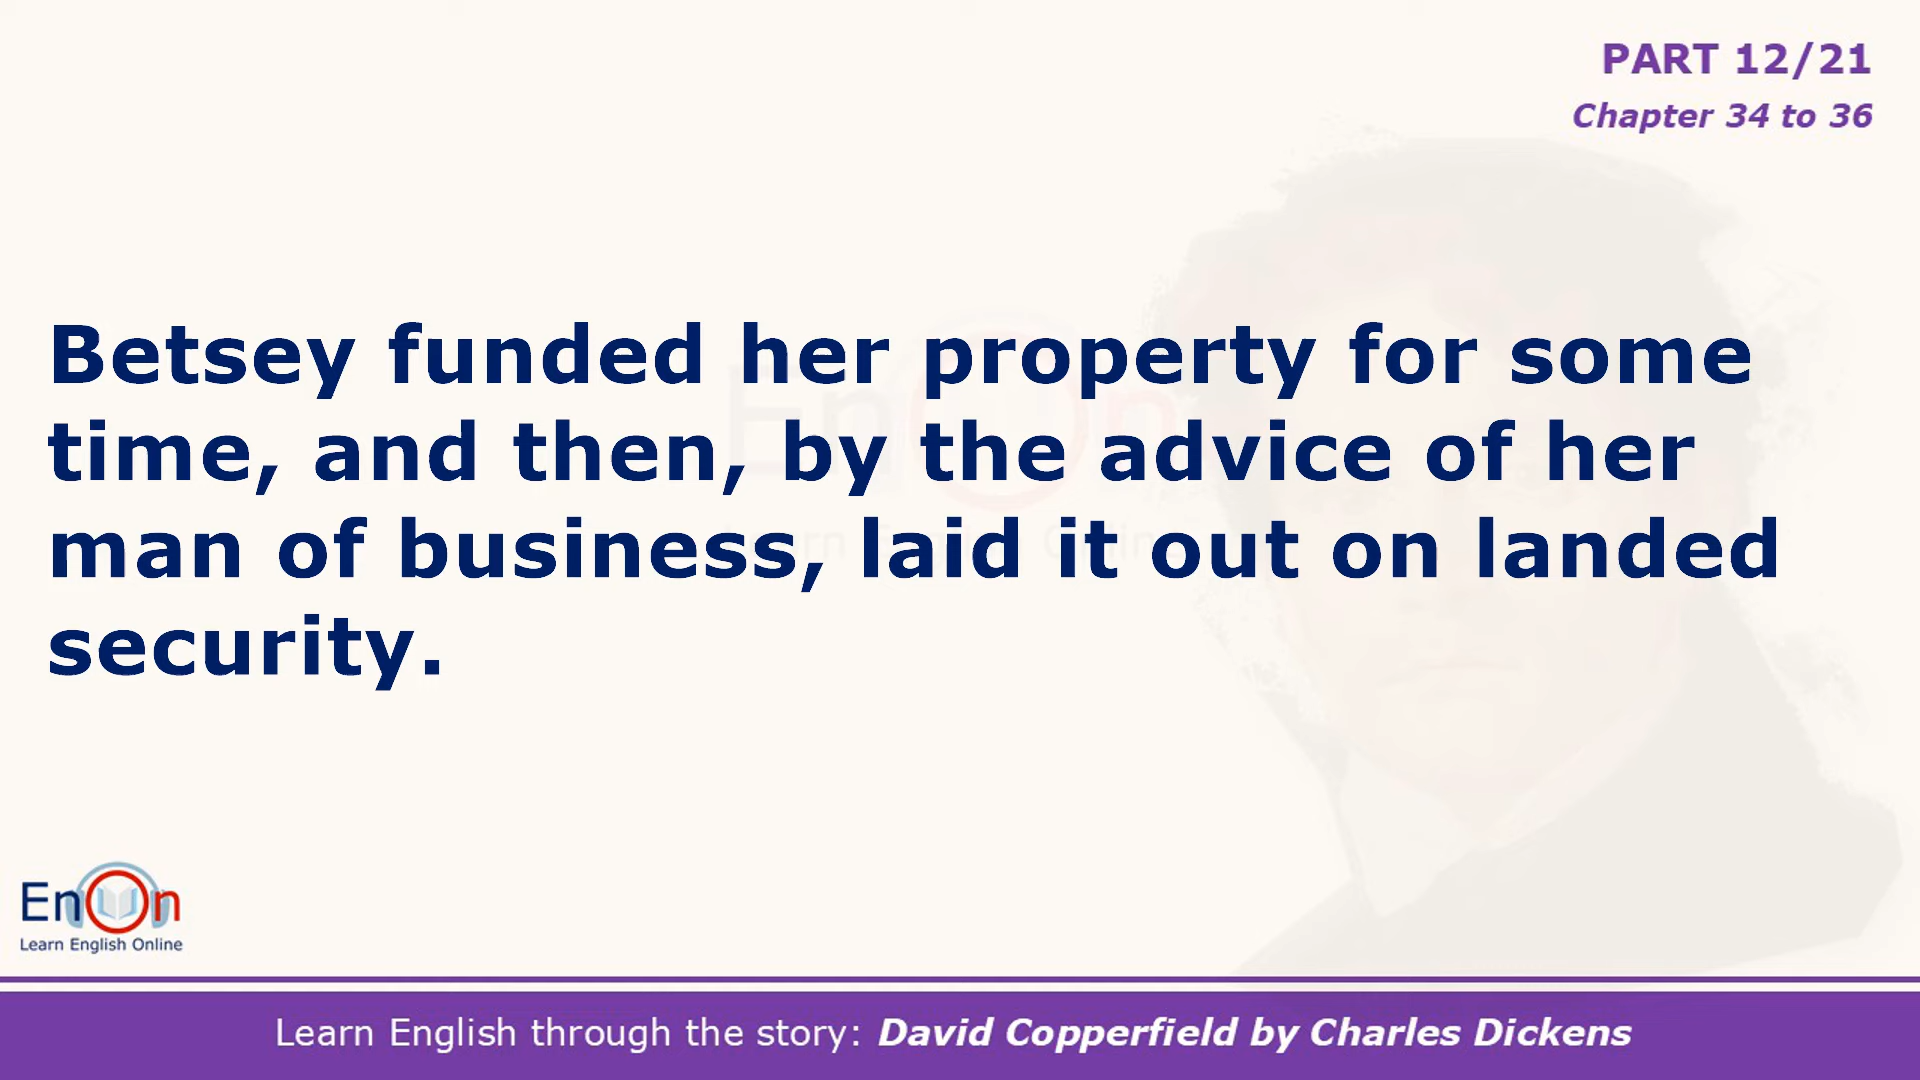 PART 12/21
Chapter 34 to 36
Betsey funded her property for some
time, and then, by the advice of her
man of business, laid it out on landed
security.
EnOn
Learn English Online
Learn English through the story: David Copperfield by Charles Dickens